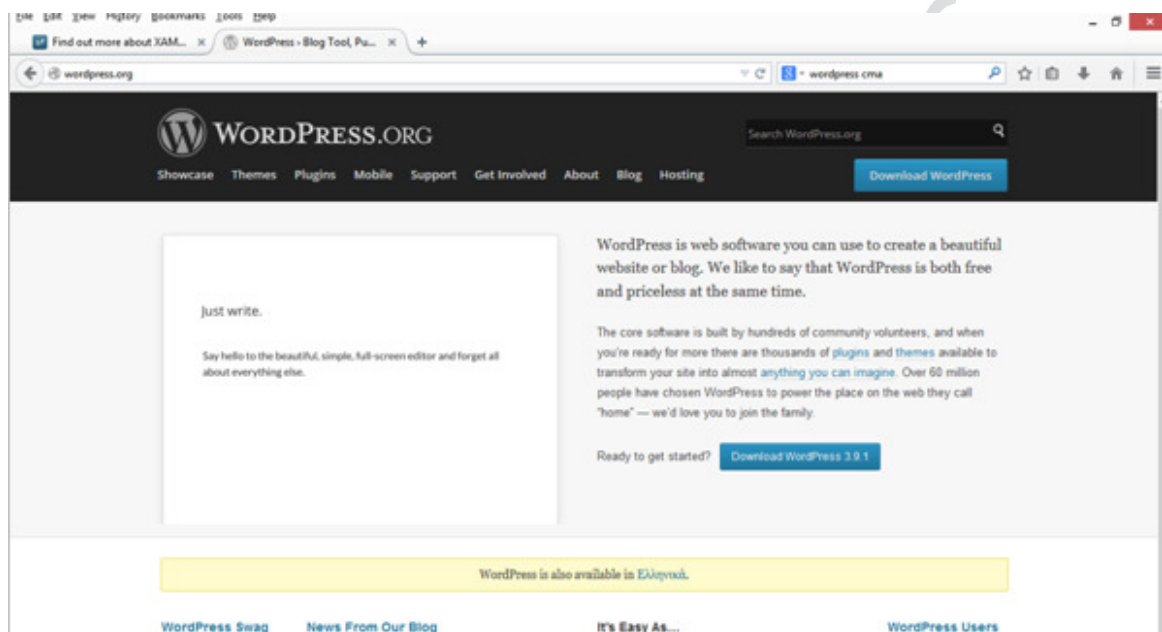 File Edit View History Bookmarks Tools Help
Find out more about XAM... × WordPress › Blog Tool, Pu... × +
wordpress.org wordpress cma
WORDPRESS.ORG
Search WordPress.org
Showcase Themes Plugins Mobile Support Get Involved About Blog Hosting
Download WordPress
WordPress is web software you can use to create a beautiful
website or blog. We like to say that WordPress is both free
and priceless at the same time.
Just write.
Say hello to the beautiful, simple, full-screen editor and forget all
about everything else.
The core software is built by hundreds of community volunteers, and when
you're ready for more there are thousands of plugins and themes available to
transform your site into almost anything you can imagine. Over 60 million
people have chosen WordPress to power the place on the web they call
"home" — we'd love you to join the family.
Ready to get started? Download WordPress 3.9.1
WordPress is also available in Ελληνικά.
WordPress Swag News From Our Blog It's Easy As... WordPress Users